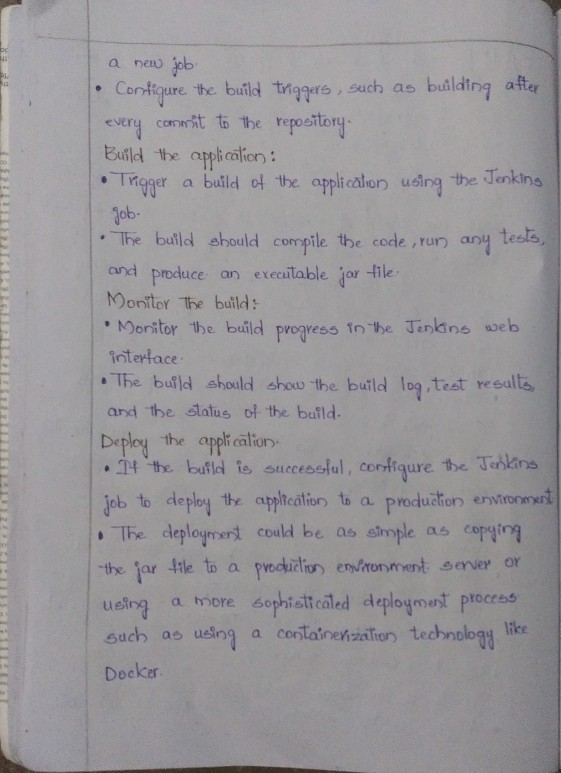 a new job.
• Configure the build triggers, such as building after
every commit to the repository.
Build the application:
• Trigger a build of the application using the Jenkins
job.
• The build should compile the code, run any tests,
and produce an executable jar file.
Monitor the build:-
• Monitor the build progress in the Jenkins web
interface.
• The build should show the build log, test results,
and the status of the build.
Deploy the application.
• If the build is successful, configure the Jenkins
job to deploy the application to a production environment
• The deployment could be as simple as copying
the jar file to a production environment server or
using a more sophisticated deployment process
such as using a containerization technology like
Docker.